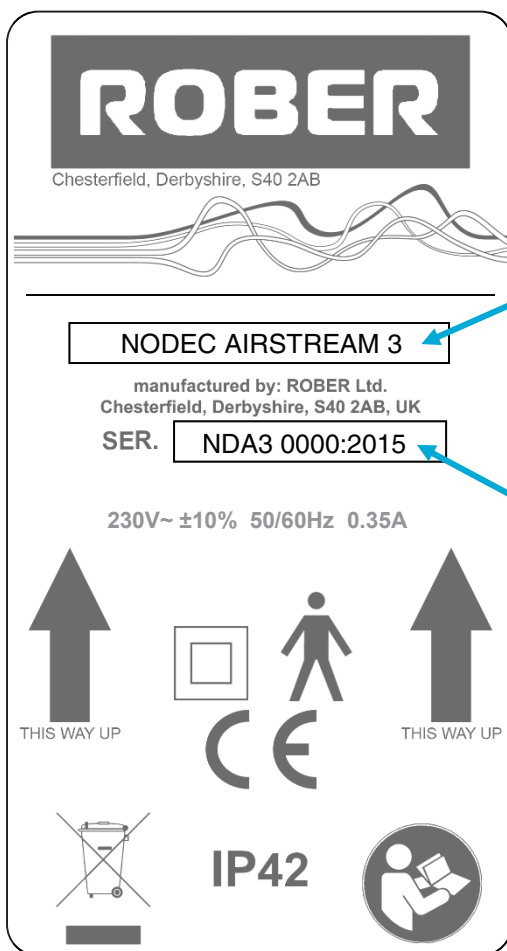 ROBER
Chesterfield, Derbyshire, S40 2AB
NODEC AIRSTREAM 3
manufactured by: ROBER Ltd.
Chesterfield, Derbyshire, S40 2AB, UK
SER. NDA3 0000:2015
230V~ ±10% 50/60Hz 0.35A
THIS WAY UP THIS WAY UP
CE
IP42